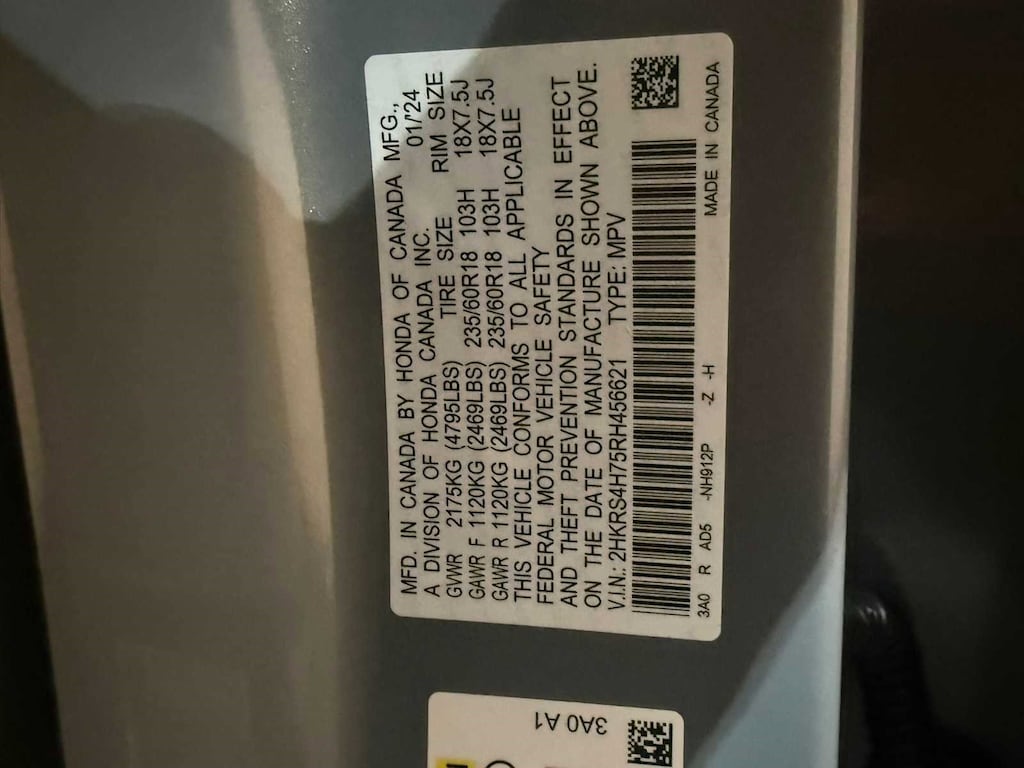 MFD. IN CANADA BY HONDA OF CANADA MFG.,
A DIVISION OF HONDA CANADA INC. 01/'24
GVWR 2175KG (4795LBS) TIRE SIZE RIM SIZE
GAWR F 1120KG (2469LBS) 235/60R18 103H 18X7.5J
GAWR R 1120KG (2469LBS) 235/60R18 103H 18X7.5J
THIS VEHICLE CONFORMS TO ALL APPLICABLE
FEDERAL MOTOR VEHICLE SAFETY
AND THEFT PREVENTION STANDARDS IN EFFECT
ON THE DATE OF MANUFACTURE SHOWN ABOVE.
V.I.N.: 2HKRS4H75RH456621 TYPE: MPV
3A0 R AD5 -NH912P -Z -H MADE IN CANADA
3A0 A1